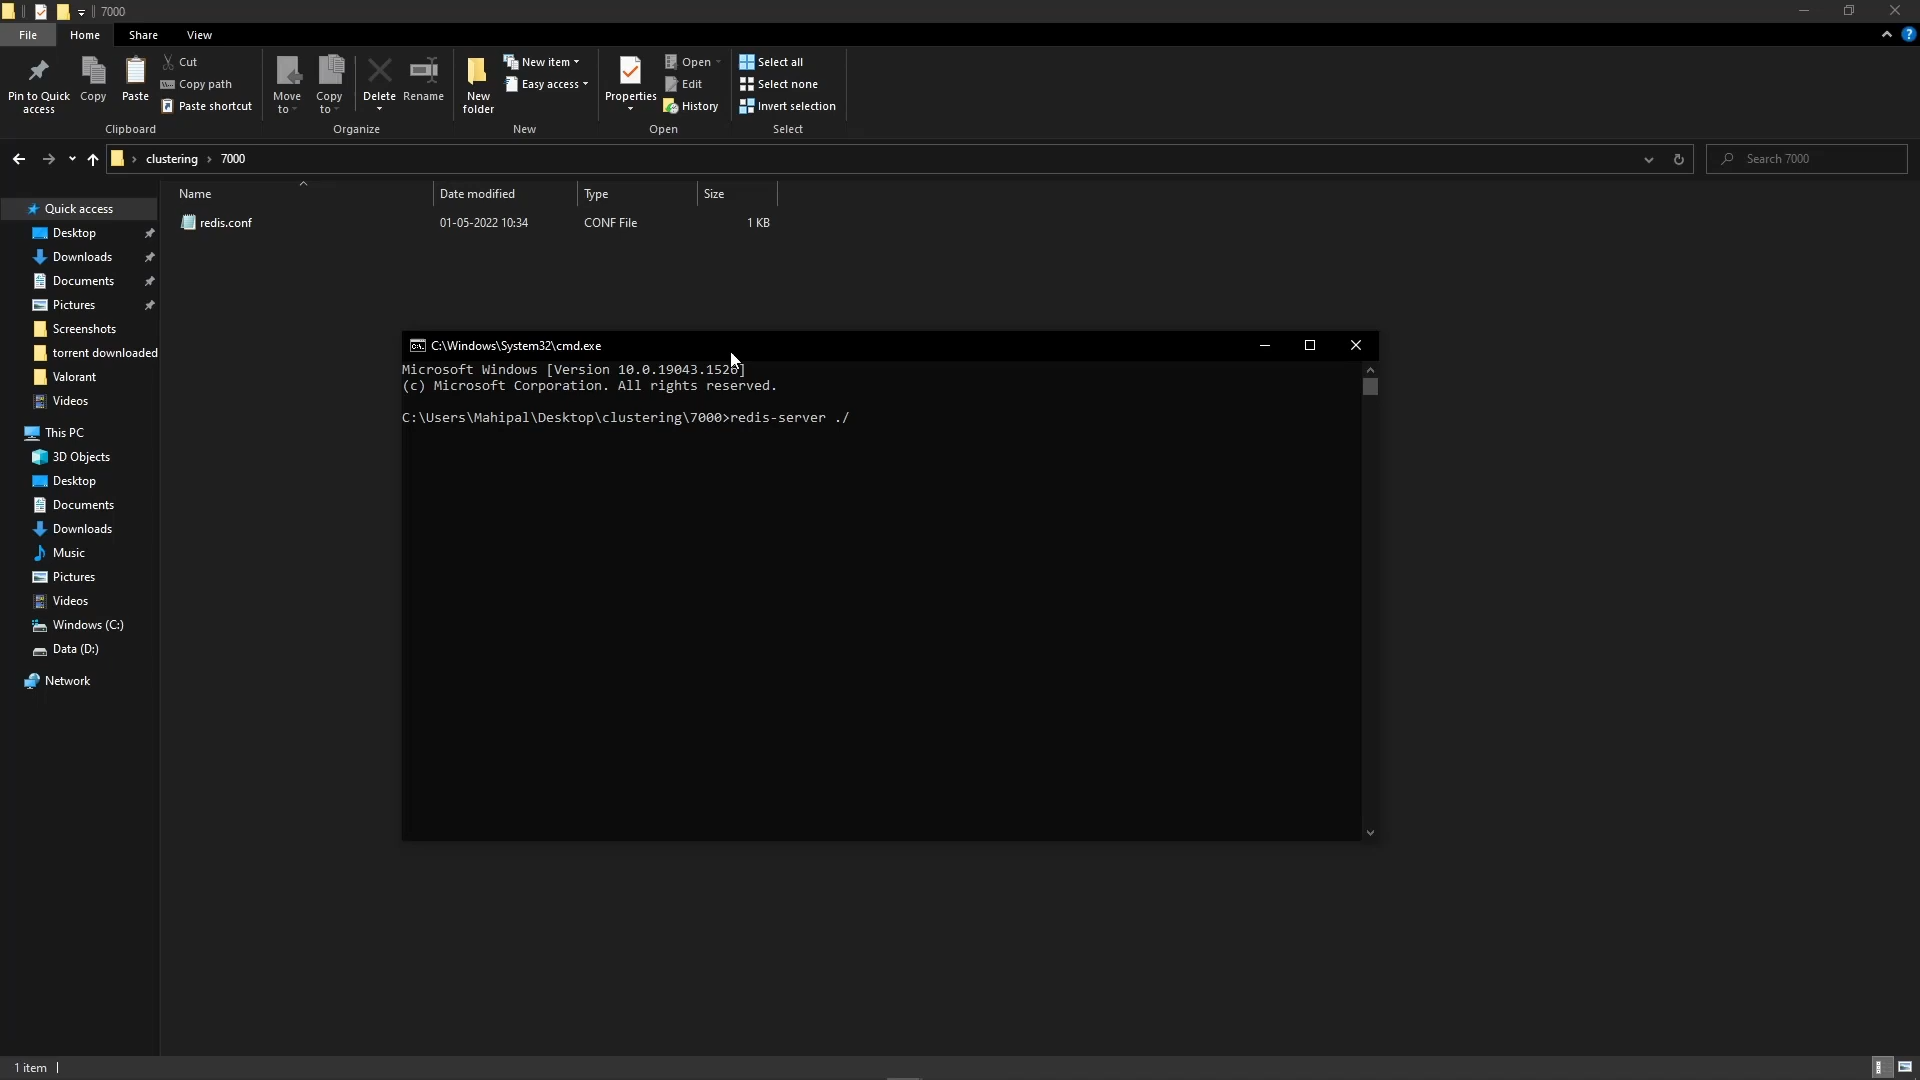 7000
File Home Share View
Pin to Quick access
Copy
Paste
Cut
Copy path
Paste shortcut
Clipboard
Move to
Copy to
Delete
Rename
Organize
New folder
New item
Easy access
New
Properties
Open
Edit
History
Open
Select all
Select none
Invert selection
Select
clustering › 7000
Search 7000
Name Date modified Type Size
redis.conf 01-05-2022 10:34 CONF File 1 KB
Quick access
Desktop
Downloads
Documents
Pictures
Screenshots
torrent downloaded
Valorant
Videos
This PC
3D Objects
Desktop
Documents
Downloads
Music
Pictures
Videos
Windows (C:)
Data (D:)
Network
C:\Windows\System32\cmd.exe
Microsoft Windows [Version 10.0.19043.1526]
(c) Microsoft Corporation. All rights reserved.
C:\Users\Mahipal\Desktop\clustering\7000>redis-server ./
1 item